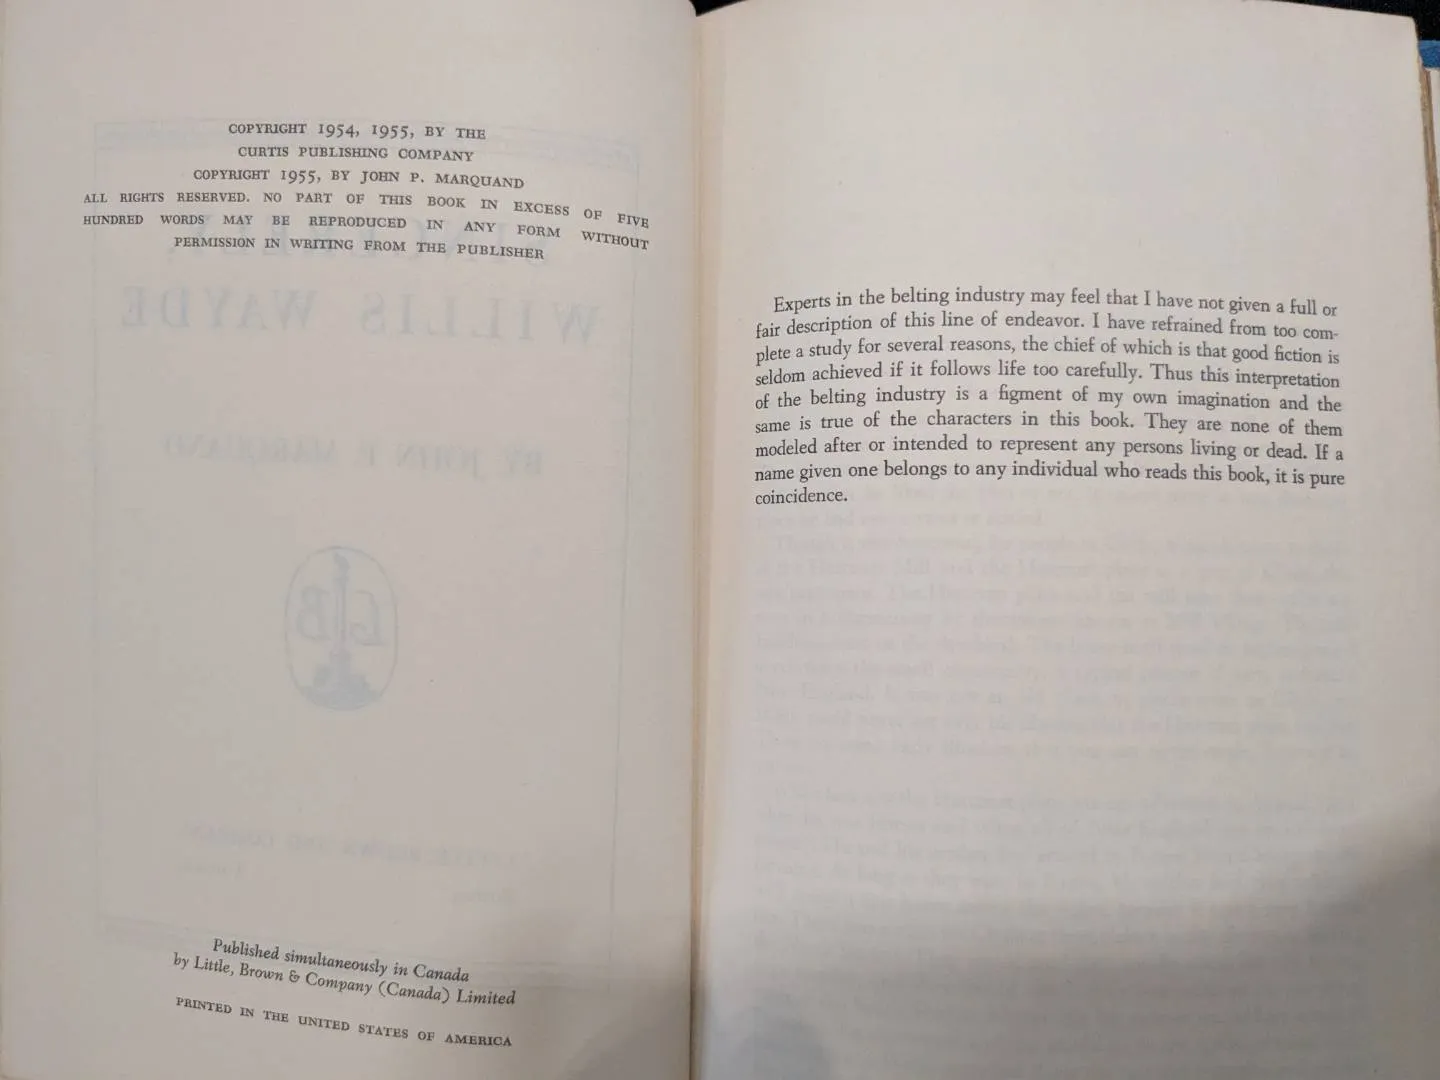 COPYRIGHT 1954, 1955, BY THE
CURTIS PUBLISHING COMPANY
COPYRIGHT 1955, BY JOHN P. MARQUAND
ALL RIGHTS RESERVED. NO PART OF THIS BOOK IN EXCESS OF FIVE
HUNDRED WORDS MAY BE REPRODUCED IN ANY FORM WITHOUT
PERMISSION IN WRITING FROM THE PUBLISHER
WILLIS WAYDE
BY JOHN P. MARQUAND
LB
Published simultaneously in Canada
by Little, Brown & Company (Canada) Limited
PRINTED IN THE UNITED STATES OF AMERICA
Experts in the belting industry may feel that I have not given a full or
fair description of this line of endeavor. I have refrained from too com-
plete a study for several reasons, the chief of which is that good fiction is
seldom achieved if it follows life too carefully. Thus this interpretation
of the belting industry is a figment of my own imagination and the
same is true of the characters in this book. They are none of them
modeled after or intended to represent any persons living or dead. If a
name given one belongs to any individual who reads this book, it is pure
coincidence.